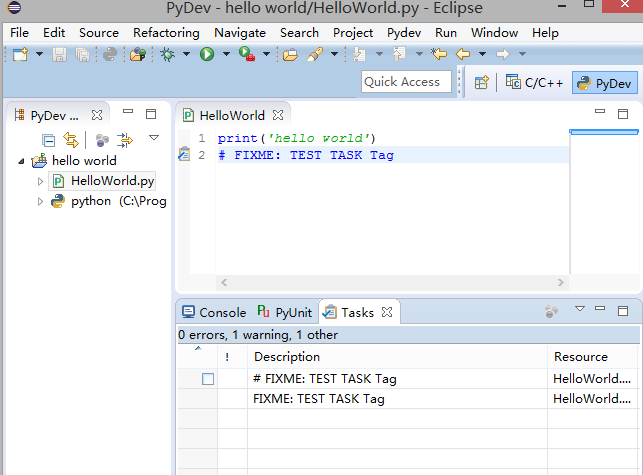 PyDev - hello world/HelloWorld.py - Eclipse
File Edit Source Refactoring Navigate Search Project Pydev Run Window Help
Quick Access C/C++ PyDev
PyDev ...
hello world
HelloWorld.py
python (C:\Prog
HelloWorld
1 print('hello world')
2 # FIXME: TEST TASK Tag
Console PyUnit Tasks
0 errors, 1 warning, 1 other
! Description Resource
# FIXME: TEST TASK Tag HelloWorld....
FIXME: TEST TASK Tag HelloWorld....